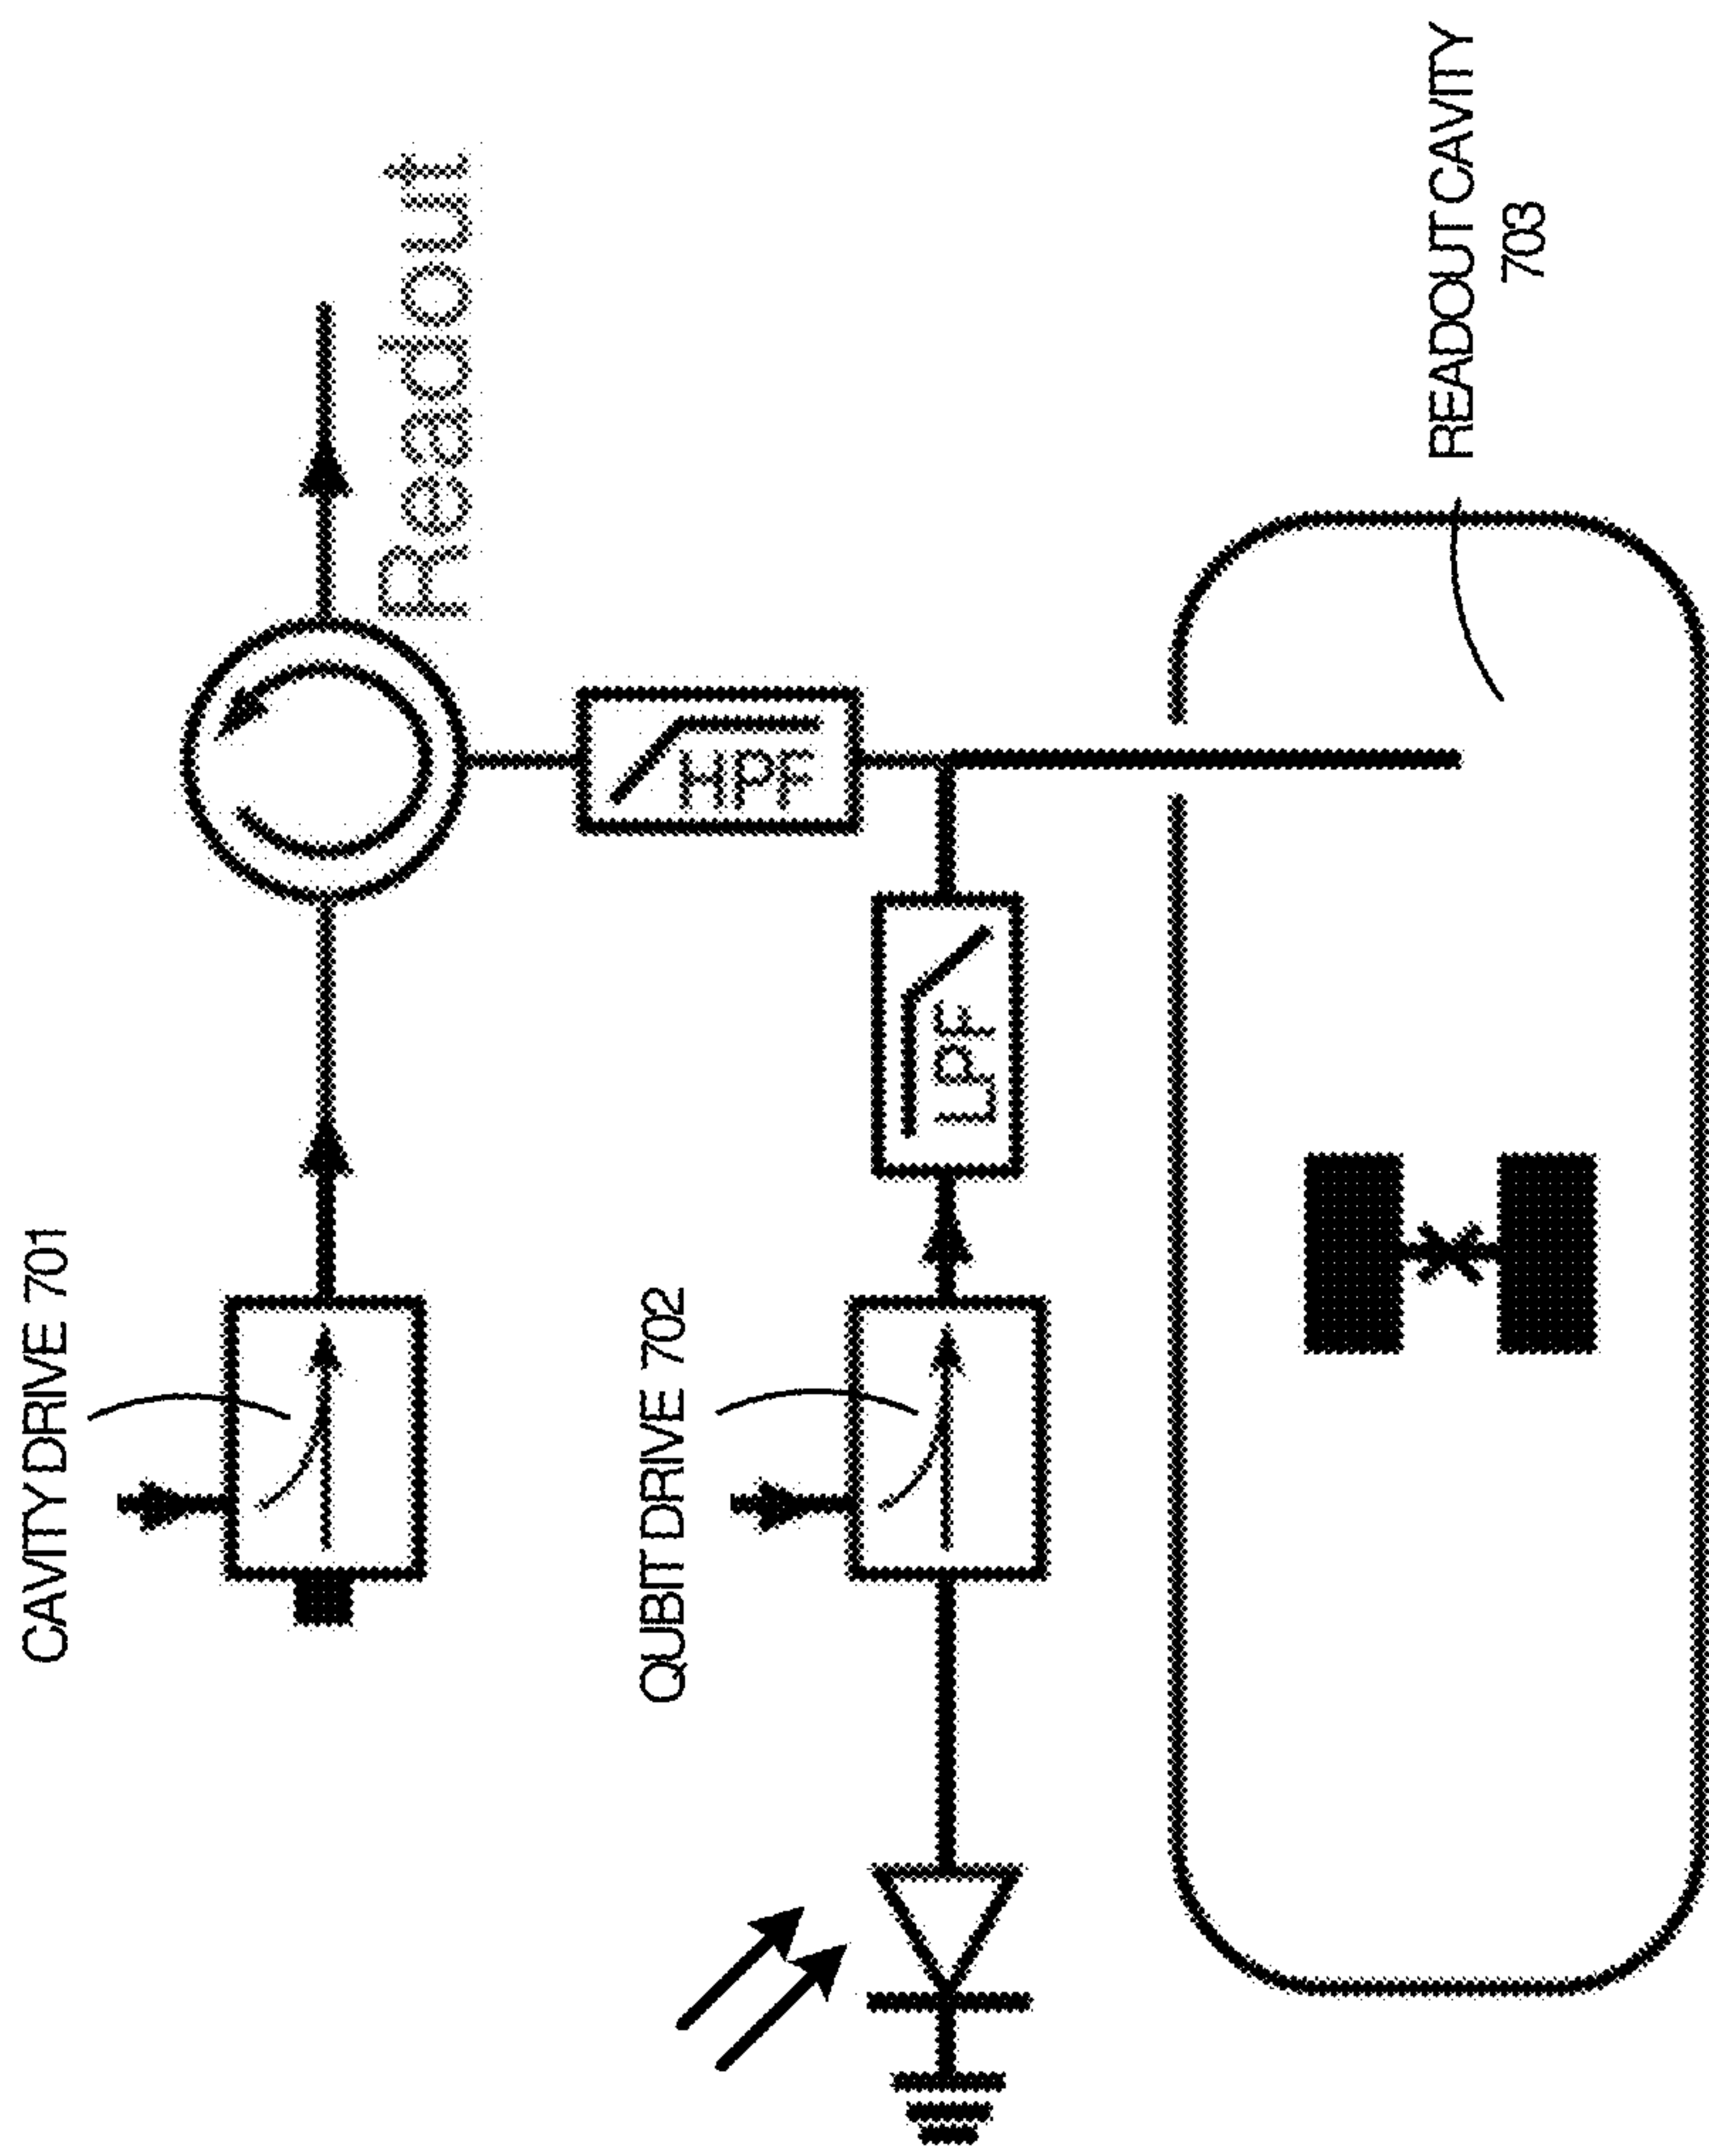 CAVITY DRIVE 701
Readout
HPF
QUBIT DRIVE 702
LPF
READOUT CAVITY
703